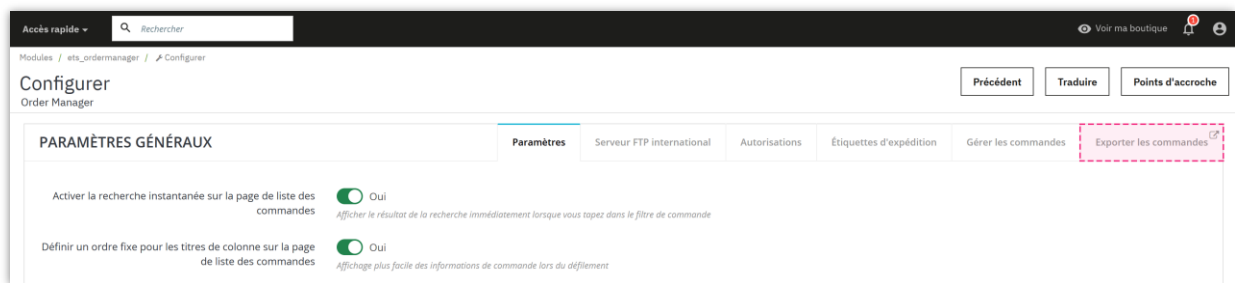 Accès rapide
Rechercher
Voir ma boutique
1
Modules / ets_ordermanager / Configurer
Configurer
Order Manager
Précédent
Traduire
Points d'accroche
PARAMÈTRES GÉNÉRAUX
Paramètres
Serveur FTP international
Autorisations
Étiquettes d'expédition
Gérer les commandes
Exporter les commandes
Activer la recherche instantanée sur la page de liste des
commandes
Oui
Afficher le résultat de la recherche immédiatement lorsque vous tapez dans le filtre de commande
Définir un ordre fixe pour les titres de colonne sur la page
de liste des commandes
Oui
Affichage plus facile des informations de commande lors du défilement